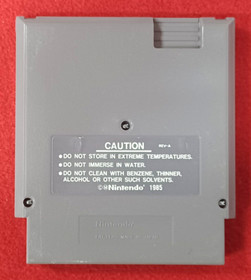 CAUTION REV-A
●DO NOT STORE IN EXTREME TEMPERATURES.
●DO NOT IMMERSE IN WATER.
●DO NOT CLEAN WITH BENZENE, THINNER,
ALCOHOL OR OTHER SUCH SOLVENTS.
©®Nintendo 1985
Nintendo